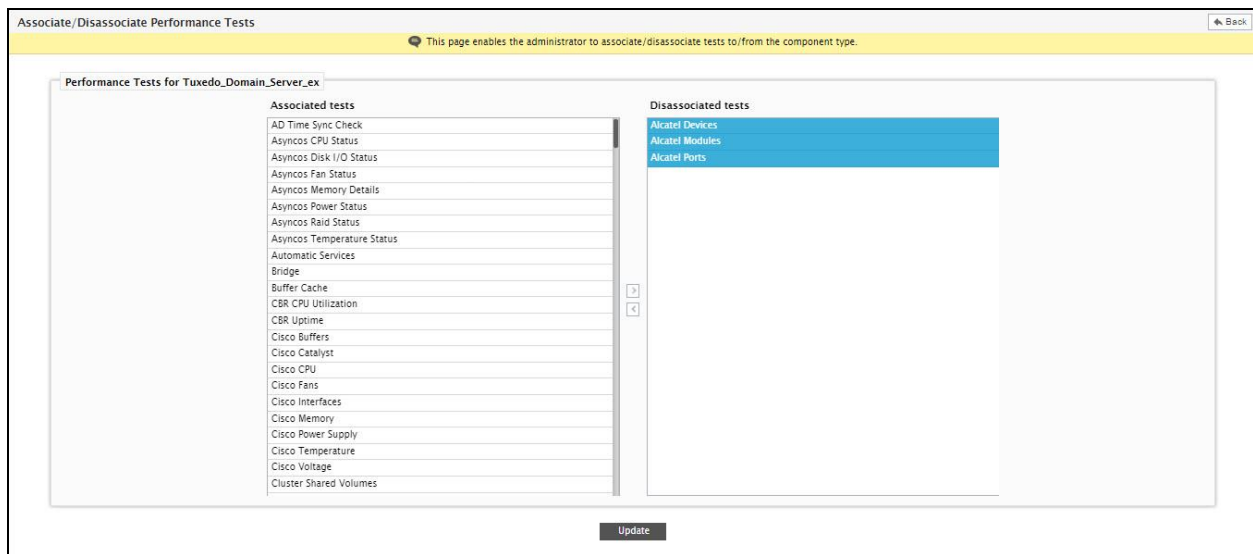 Associate/Disassociate Performance Tests
Back
This page enables the administrator to associate/disassociate tests to/from the component type.
Performance Tests for Tuxedo_Domain_Server_ex
Associated tests
AD Time Sync Check
Asyncos CPU Status
Asyncos Disk I/O Status
Asyncos Fan Status
Asyncos Memory Details
Asyncos Power Status
Asyncos Raid Status
Asyncos Temperature Status
Automatic Services
Bridge
Buffer Cache
CBR CPU Utilization
CBR Uptime
Cisco Buffers
Cisco Catalyst
Cisco CPU
Cisco Fans
Cisco Interfaces
Cisco Memory
Cisco Power Supply
Cisco Temperature
Cisco Voltage
Cluster Shared Volumes
>
<
Disassociated tests
Alcatel Devices
Alcatel Modules
Alcatel Ports
Update